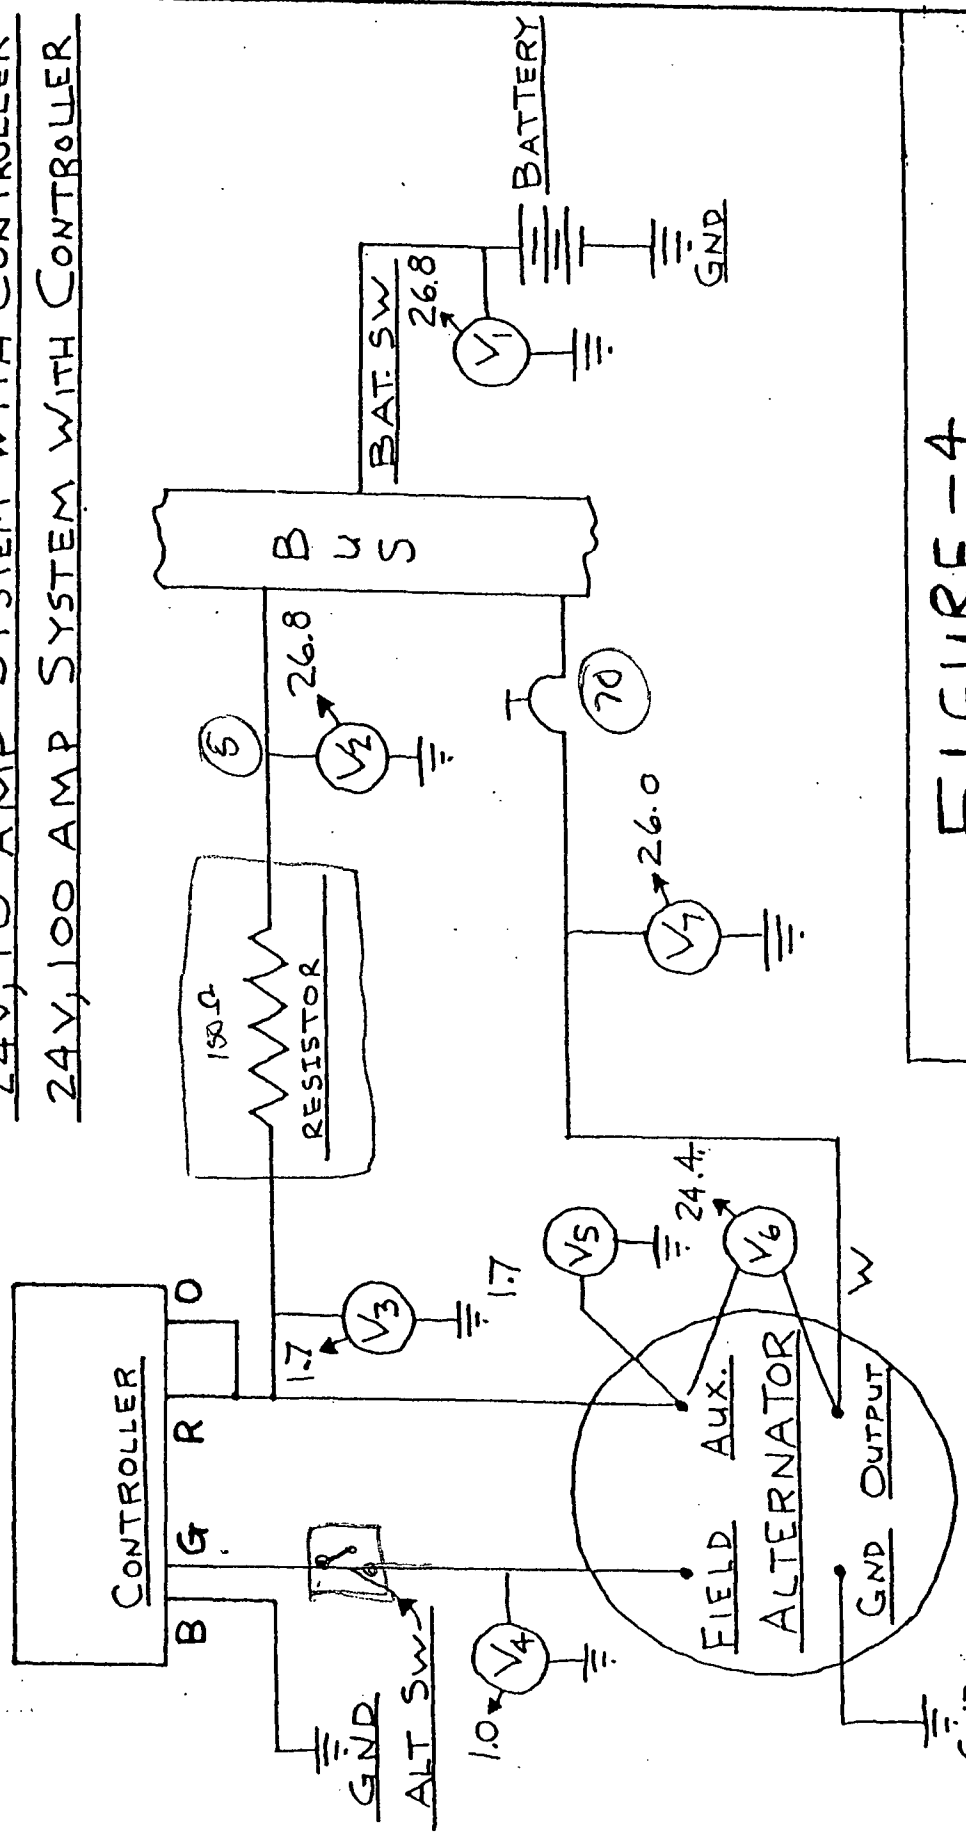 24V, 100 AMP SYSTEM WITH CONTROLLER
CONTROLLER
B
G
R
O
GND
ALT SW
1.0
V4
1.7
V3
150Ω
RESISTOR
5
V2
26.8
BUS
BAT. SW
26.8
V1
BATTERY
GND
1.7
V5
24.4
V6
V7
26.0
70
W
FIELD
AUX.
ALTERNATOR
GND
OUTPUT
FIGURE-4